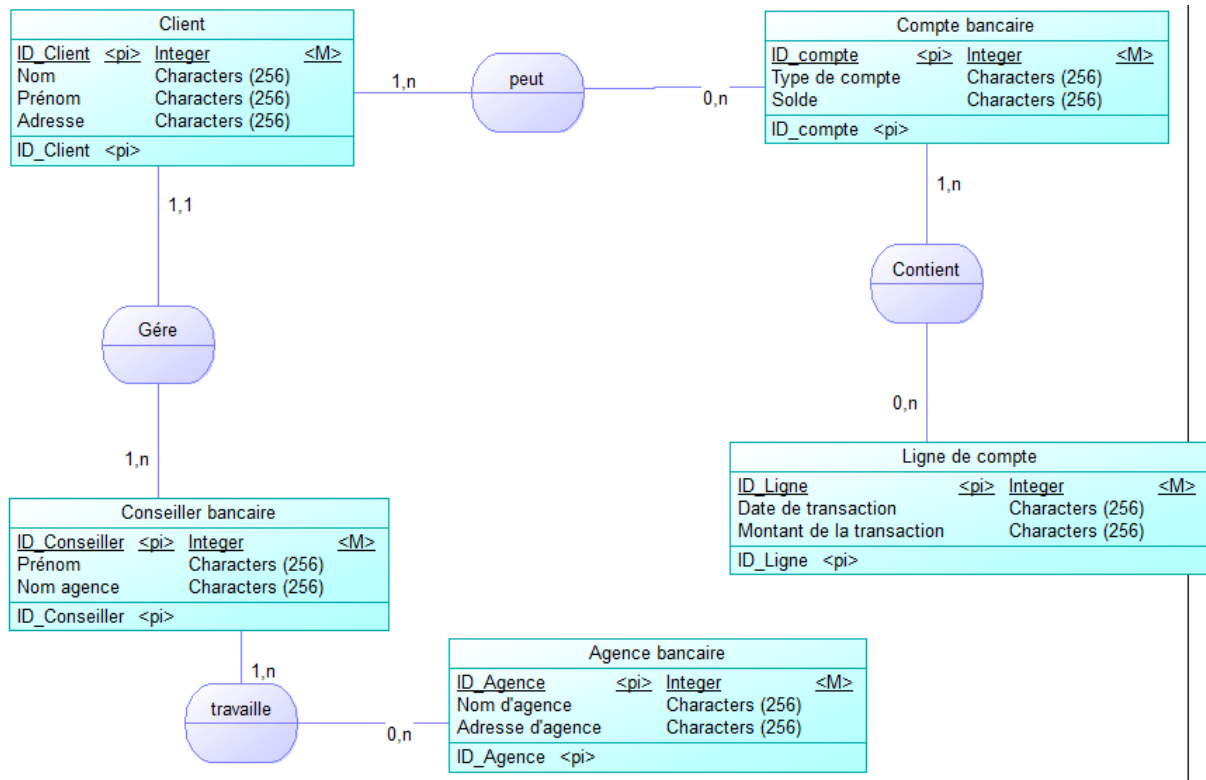 Client
ID_Client <pi> Integer <M>
Nom Characters (256)
Prénom Characters (256)
Adresse Characters (256)
ID_Client <pi>
1,n
peut
0,n
Compte bancaire
ID_compte <pi> Integer <M>
Type de compte Characters (256)
Solde Characters (256)
ID_compte <pi>
1,1
Gére
1,n
1,n
Contient
0,n
Ligne de compte
ID_Ligne <pi> Integer <M>
Date de transaction Characters (256)
Montant de la transaction Characters (256)
ID_Ligne <pi>
Conseiller bancaire
ID_Conseiller <pi> Integer <M>
Prénom Characters (256)
Nom agence Characters (256)
ID_Conseiller <pi>
1,n
travaille
0,n
Agence bancaire
ID_Agence <pi> Integer <M>
Nom d'agence Characters (256)
Adresse d'agence Characters (256)
ID_Agence <pi>